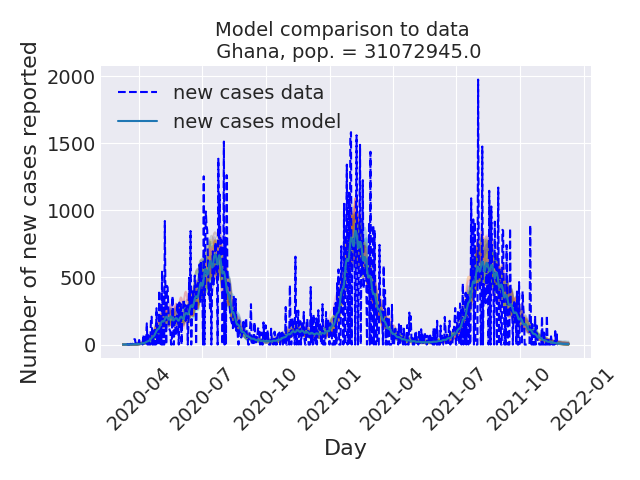 Model comparison to data
Ghana, pop. = 31072945.0
Number of new cases reported
2000
1500
1000
500
0
new cases data
new cases model
2020-04
2020-07
2020-10
2021-01
2021-04
2021-07
2021-10
2022-01
Day